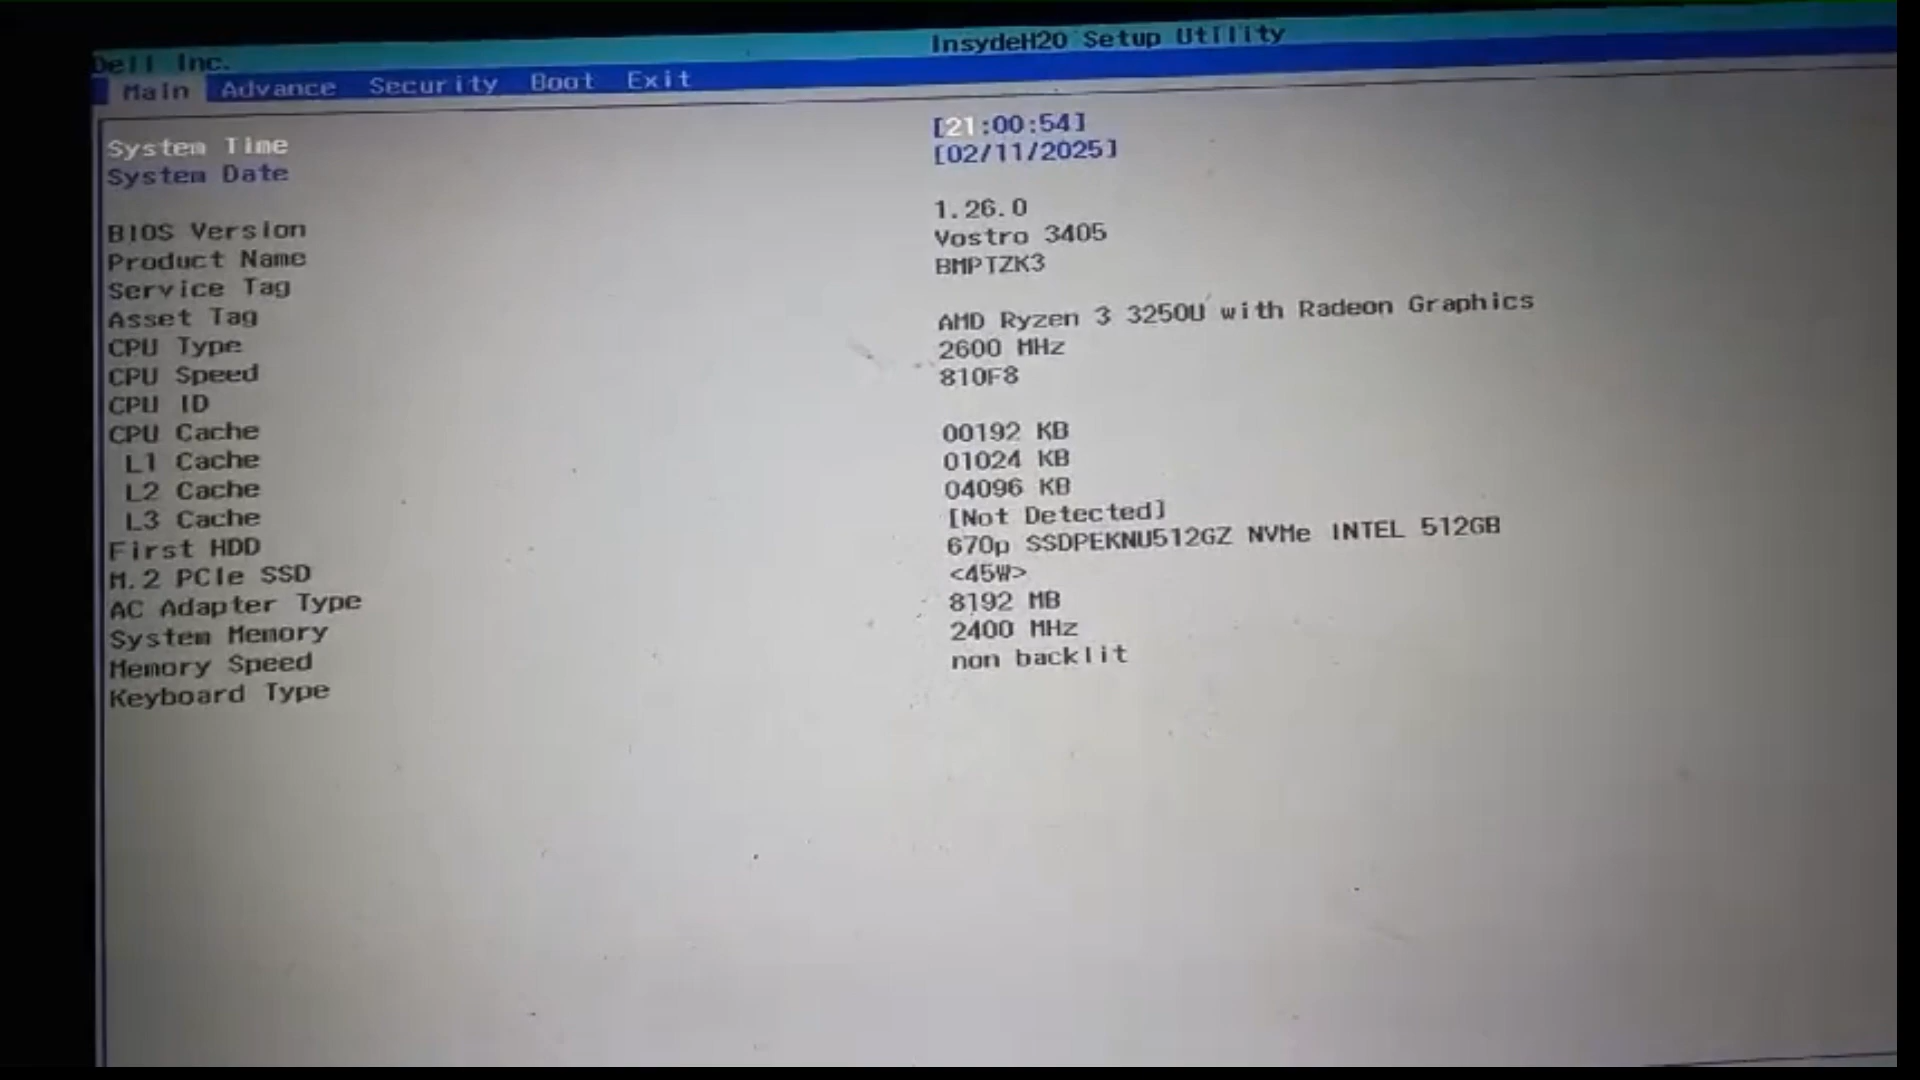 InsydeH20 Setup Utility
Dell Inc.
Main Advance Security Boot Exit
System Time [21:00:54]
System Date [02/11/2025]
BIOS Version 1.26.0
Product Name Vostro 3405
Service Tag BMPTZK3
Asset Tag
CPU Type AMD Ryzen 3 3250U with Radeon Graphics
CPU Speed 2600 MHz
CPU ID 810F8
CPU Cache
L1 Cache 00192 KB
L2 Cache 01024 KB
L3 Cache 04096 KB
First HDD [Not Detected]
M.2 PCIe SSD 670p SSDPEKNU512GZ NVMe INTEL 512GB
AC Adapter Type <45W>
System Memory 8192 MB
Memory Speed 2400 MHz
Keyboard Type non backlit